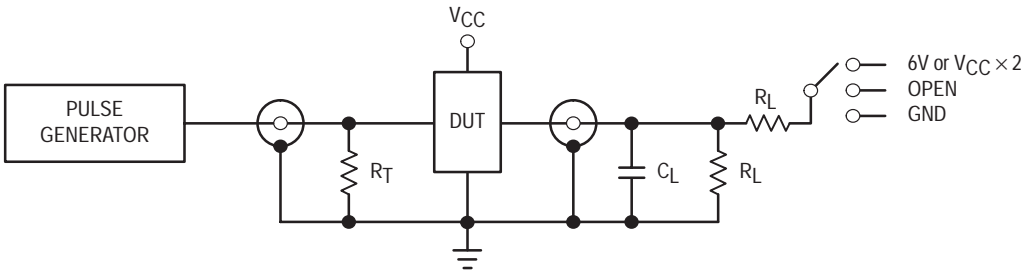 VCC
6V or VCC × 2
OPEN
GND
RL
PULSE
GENERATOR
DUT
RT
CL
RL